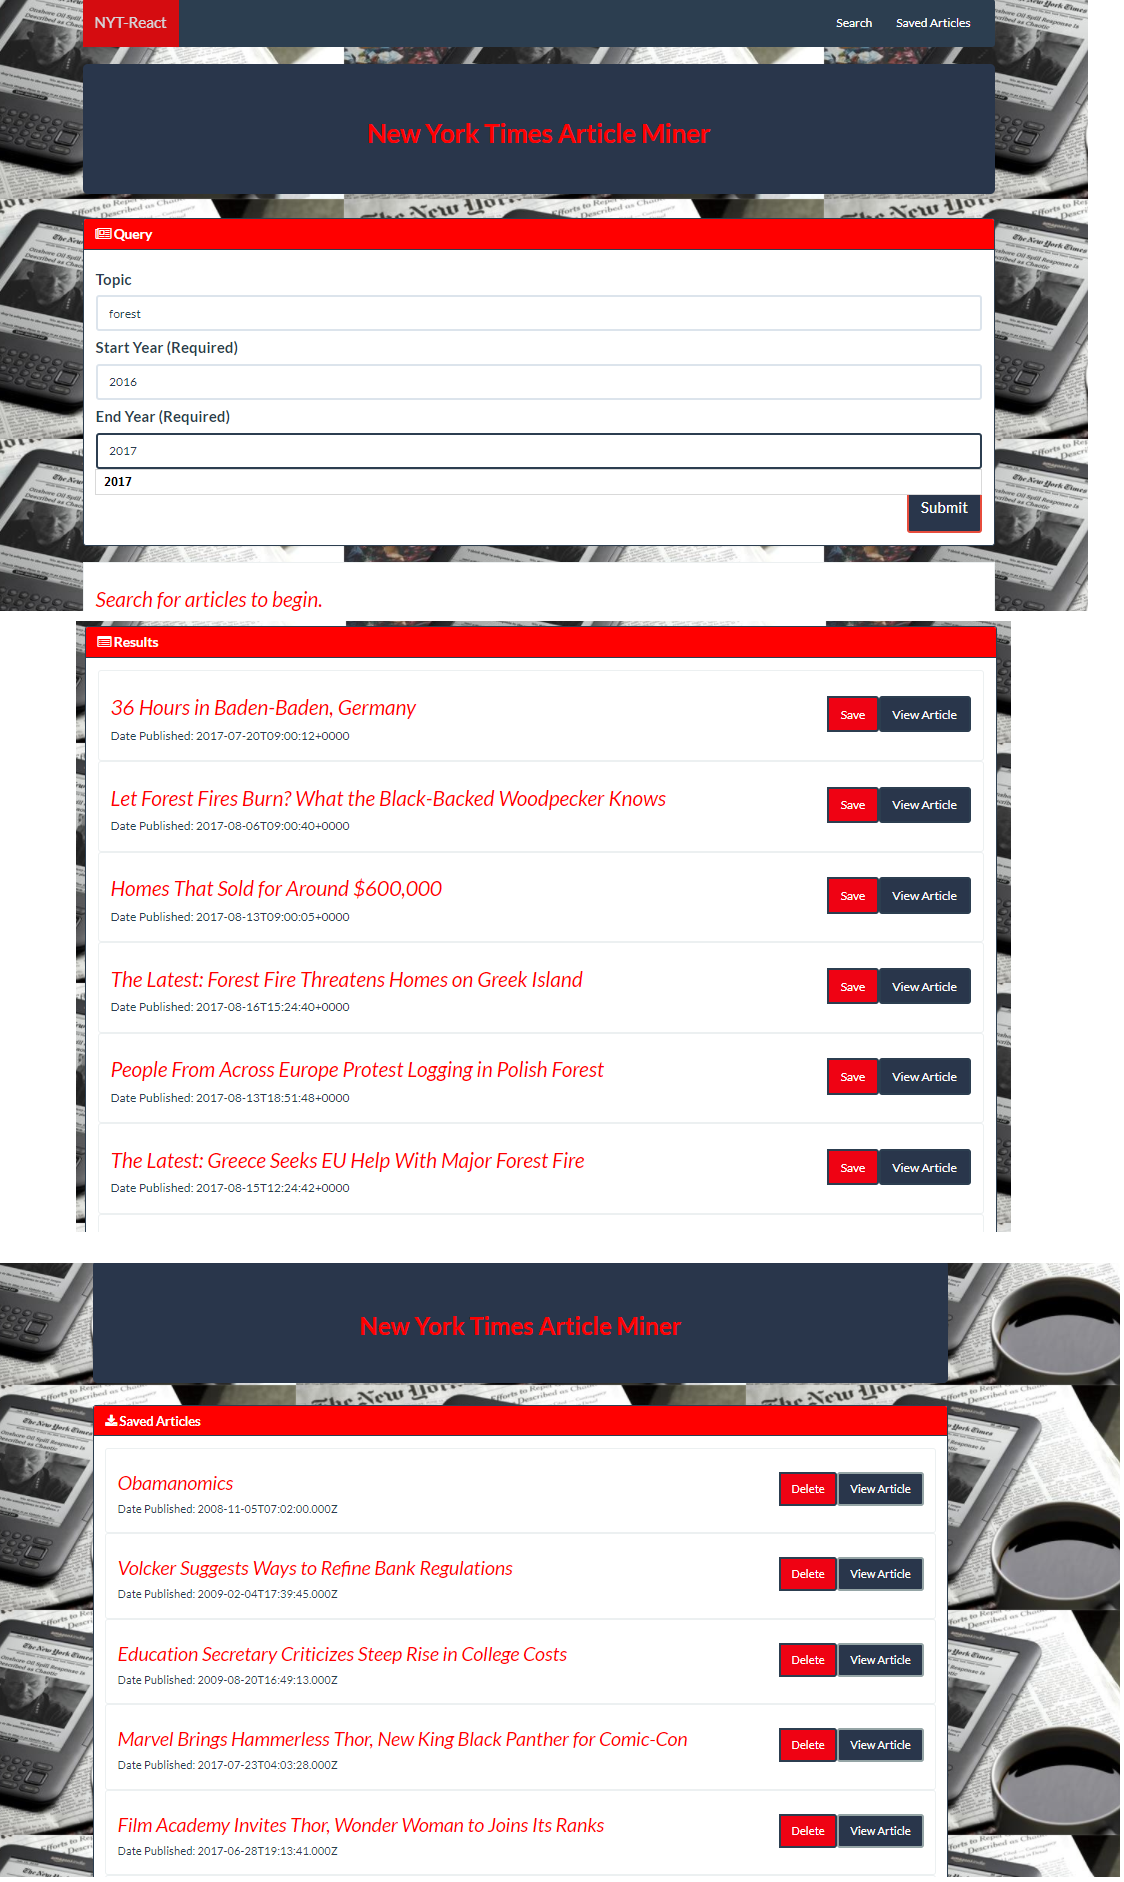 NYT-React
Search
Saved Articles
New York Times Article Miner
Query
Topic
forest
Start Year (Required)
2016
End Year (Required)
2017
2017
Submit
Search for articles to begin.
Results
36 Hours in Baden-Baden, Germany
Date Published: 2017-07-20T09:00:12+0000
Save
View Article
Let Forest Fires Burn? What the Black-Backed Woodpecker Knows
Date Published: 2017-08-06T09:00:40+0000
Save
View Article
Homes That Sold for Around $600,000
Date Published: 2017-08-13T09:00:05+0000
Save
View Article
The Latest: Forest Fire Threatens Homes on Greek Island
Date Published: 2017-08-16T15:24:40+0000
Save
View Article
People From Across Europe Protest Logging in Polish Forest
Date Published: 2017-08-13T18:51:48+0000
Save
View Article
The Latest: Greece Seeks EU Help With Major Forest Fire
Date Published: 2017-08-15T12:24:42+0000
Save
View Article
New York Times Article Miner
Saved Articles
Obamanomics
Date Published: 2008-11-05T07:02:00.000Z
Delete
View Article
Volcker Suggests Ways to Refine Bank Regulations
Date Published: 2009-02-04T17:39:45.000Z
Delete
View Article
Education Secretary Criticizes Steep Rise in College Costs
Date Published: 2009-08-20T16:49:13.000Z
Delete
View Article
Marvel Brings Hammerless Thor, New King Black Panther for Comic-Con
Date Published: 2017-07-23T04:03:28.000Z
Delete
View Article
Film Academy Invites Thor, Wonder Woman to Joins Its Ranks
Date Published: 2017-06-28T19:13:41.000Z
Delete
View Article
The New York Times
Onshore Oil Spill Response Is
Described as Chaotic